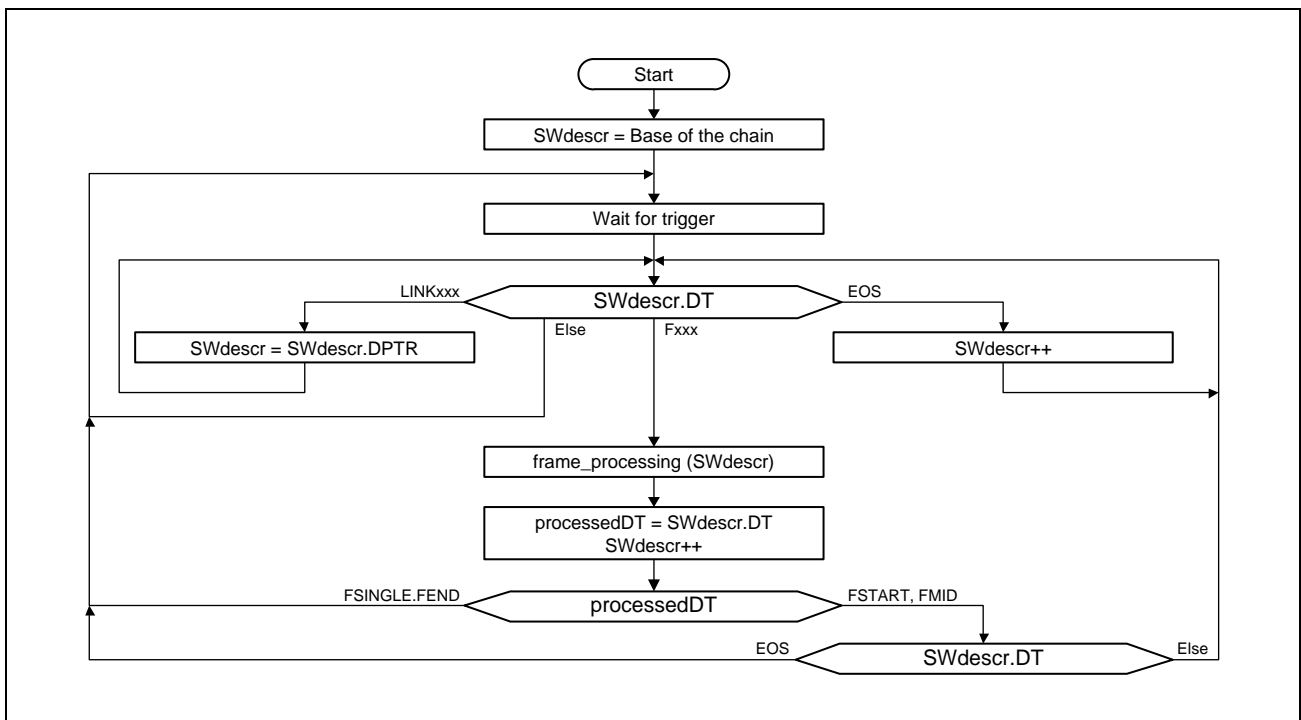 Start
SWdescr = Base of the chain
Wait for trigger
LINKxxx
SWdescr.DT
EOS
Else
Fxxx
SWdescr = SWdescr.DPTR
SWdescr++
frame_processing (SWdescr)
processedDT = SWdescr.DT
SWdescr++
FSINGLE.FEND
processedDT
FSTART, FMID
EOS
SWdescr.DT
Else